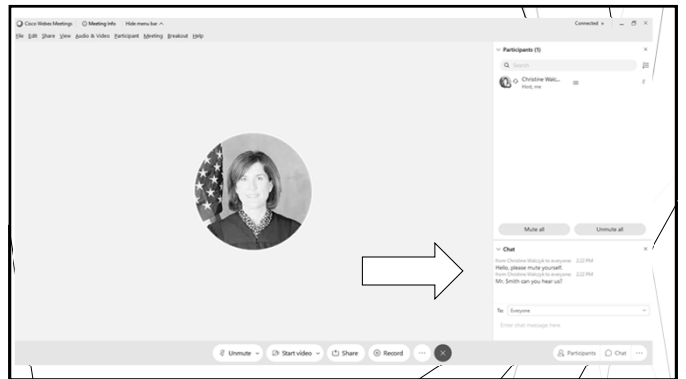 Cisco Webex Meetings Meeting Info Hide menu bar Connected
File Edit Share View Audio & Video Participant Meeting Breakout Help
Participants (1)
Search
Christine Walc...
Host, me
Mute all Unmute all
Chat
from Christine Walczyk to everyone: 2:22 PM
Hello, please mute yourself.
from Christine Walczyk to everyone: 2:22 PM
Mr. Smith can you hear us?
To: Everyone
Enter chat message here
Unmute Start video Share Record ... Participants Chat ...